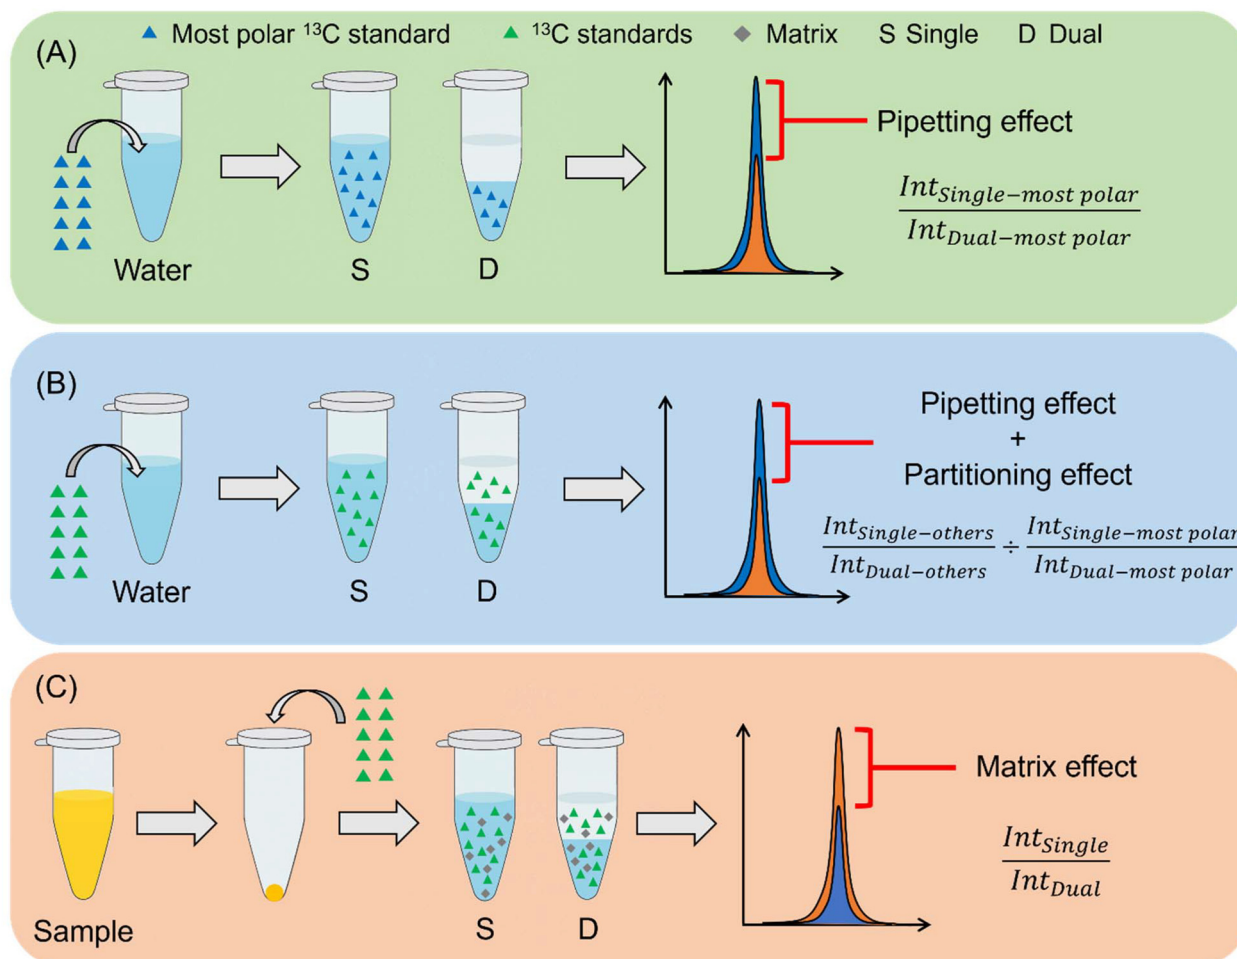 (A)
Most polar ¹³C standard ¹³C standards Matrix S Single D Dual
Water S D
Pipetting effect
Int_Single−most polar
Int_Dual−most polar
(B)
Water S D
Pipetting effect
+
Partitioning effect
Int_Single−others ÷ Int_Single−most polar
Int_Dual−others Int_Dual−most polar
(C)
Sample S D
Matrix effect
Int_Single
Int_Dual